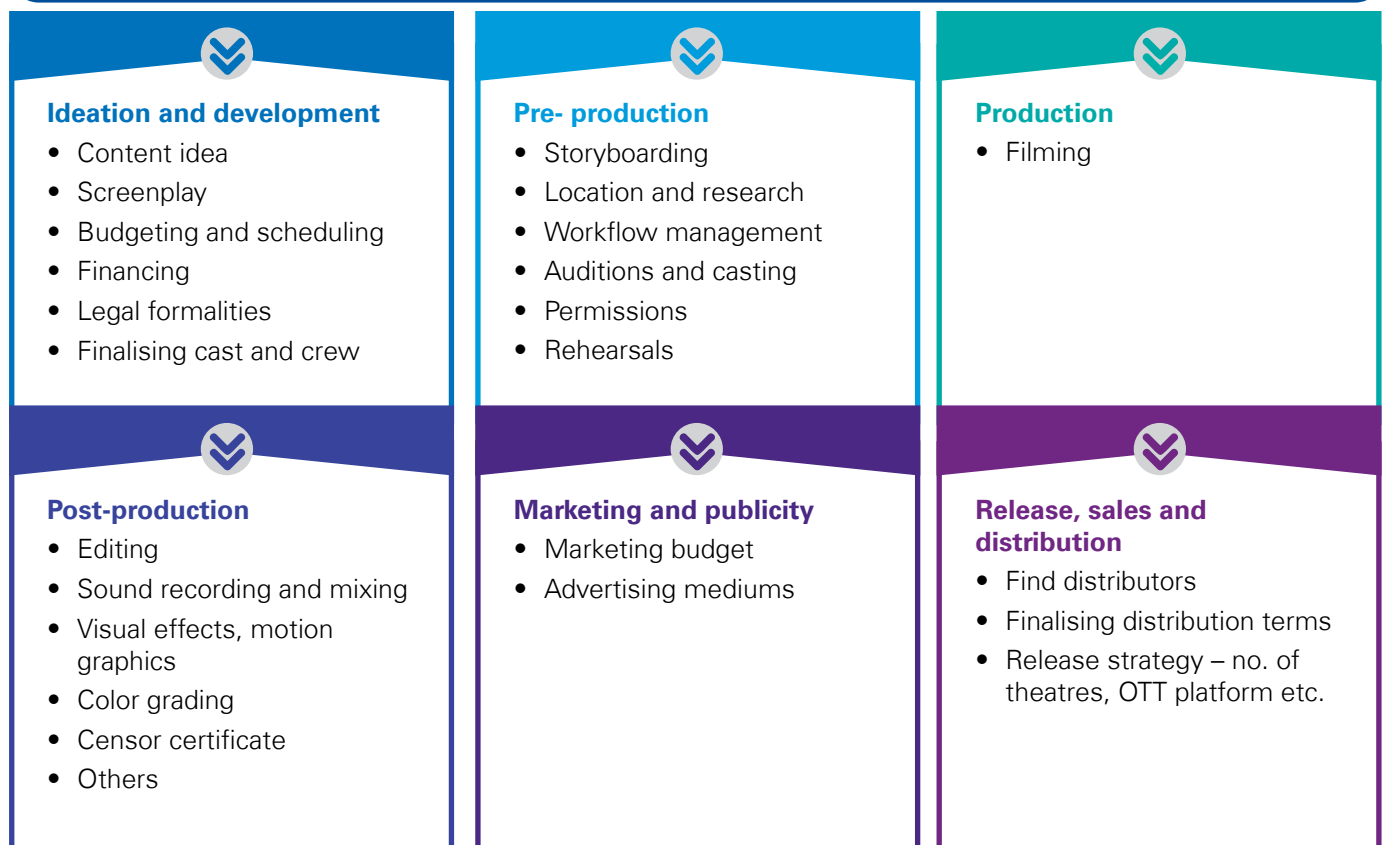 Ideation and development
• Content idea
• Screenplay
• Budgeting and scheduling
• Financing
• Legal formalities
• Finalising cast and crew
Pre- production
• Storyboarding
• Location and research
• Workflow management
• Auditions and casting
• Permissions
• Rehearsals
Production
• Filming
Post-production
• Editing
• Sound recording and mixing
• Visual effects, motion
graphics
• Color grading
• Censor certificate
• Others
Marketing and publicity
• Marketing budget
• Advertising mediums
Release, sales and
distribution
• Find distributors
• Finalising distribution terms
• Release strategy – no. of
theatres, OTT platform etc.